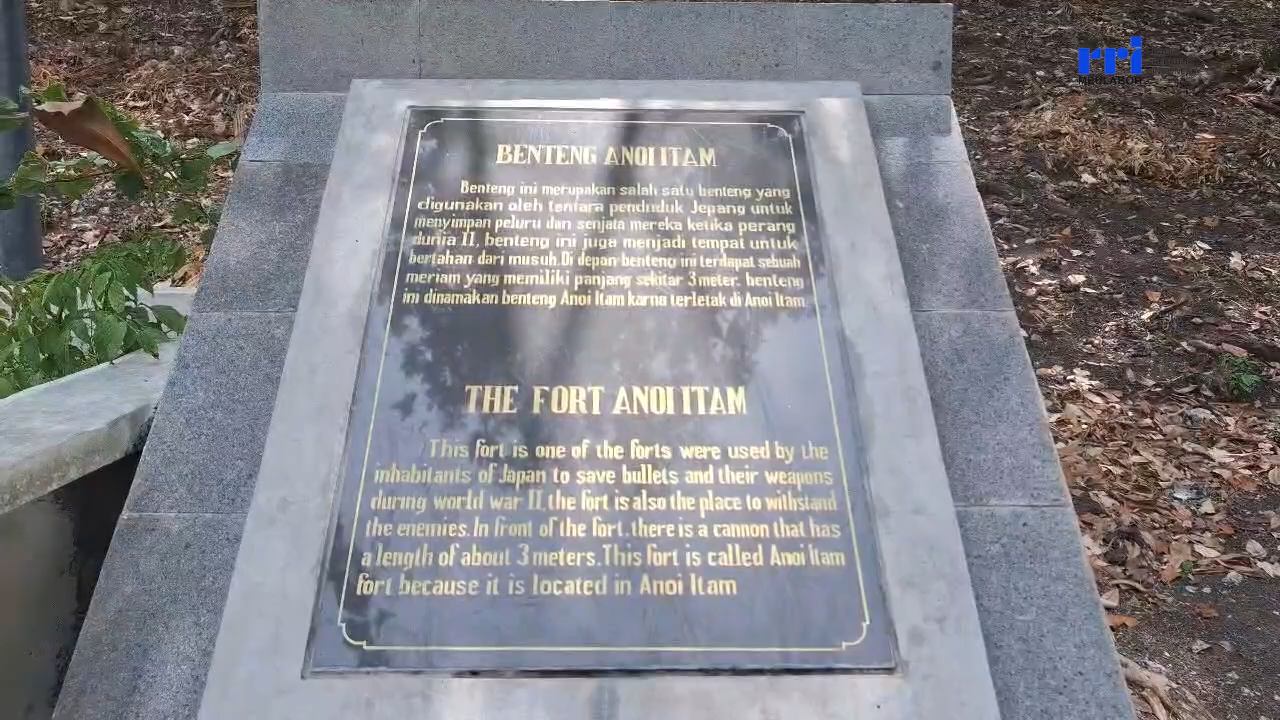 rri
BENTENG ANOI ITAM
Benteng ini merupakan salah satu benteng yang
digunakan oleh tentara penduduk Jepang untuk
menyimpan peluru dan senjata mereka ketika perang
dunia II, benteng ini juga menjadi tempat untuk
bertahan dari musuh. Di depan benteng ini terdapat sebuah
meriam yang memiliki panjang sekitar 3 meter. benteng
ini dinamakan benteng Anoi Itam karna terletak di Anoi Itam
THE FORT ANOI ITAM
This fort is one of the forts were used by the
inhabitants of Japan to save bullets and their weapons
during world war II, the fort is also the place to withstand
the enemies. In front of the fort, there is a cannon that has
a length of about 3 meters. This fort is called Anoi Itam
fort because it is located in Anoi Itam